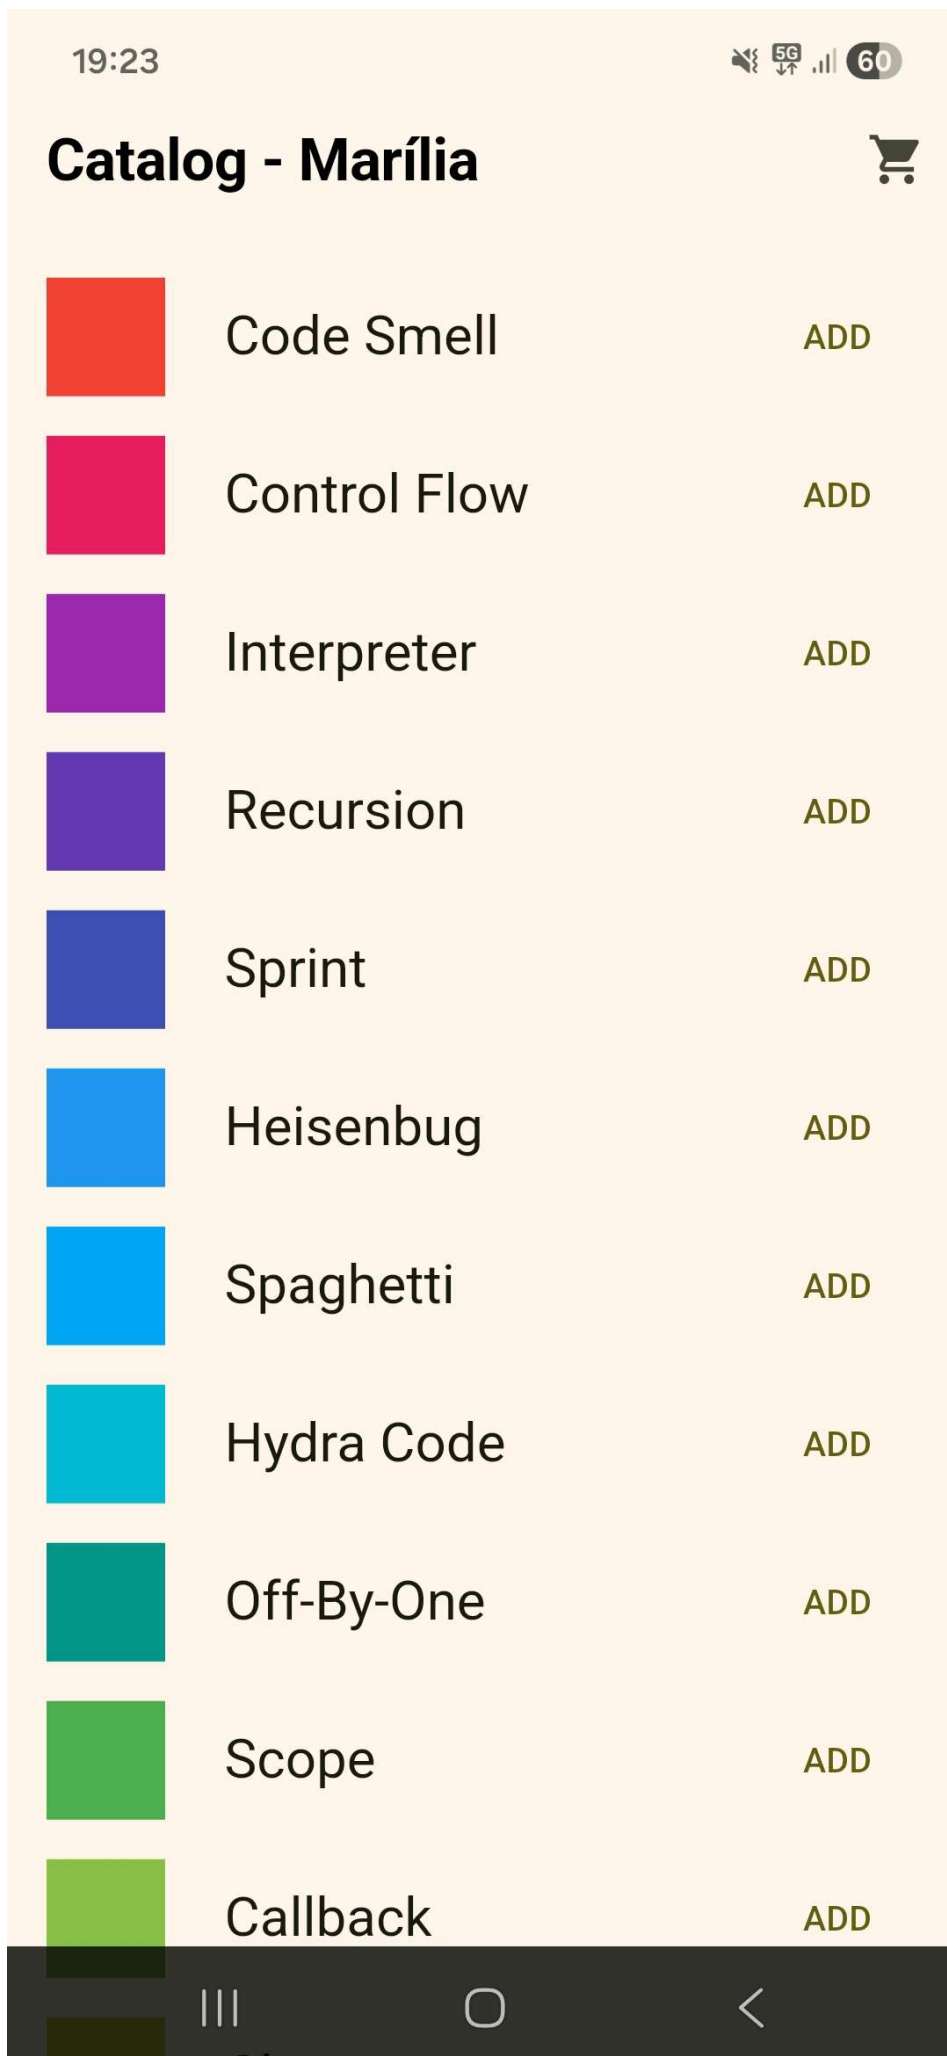 19:23
5G
60
Catalog - Marília
Code Smell
ADD
Control Flow
ADD
Interpreter
ADD
Recursion
ADD
Sprint
ADD
Heisenbug
ADD
Spaghetti
ADD
Hydra Code
ADD
Off-By-One
ADD
Scope
ADD
Callback
ADD